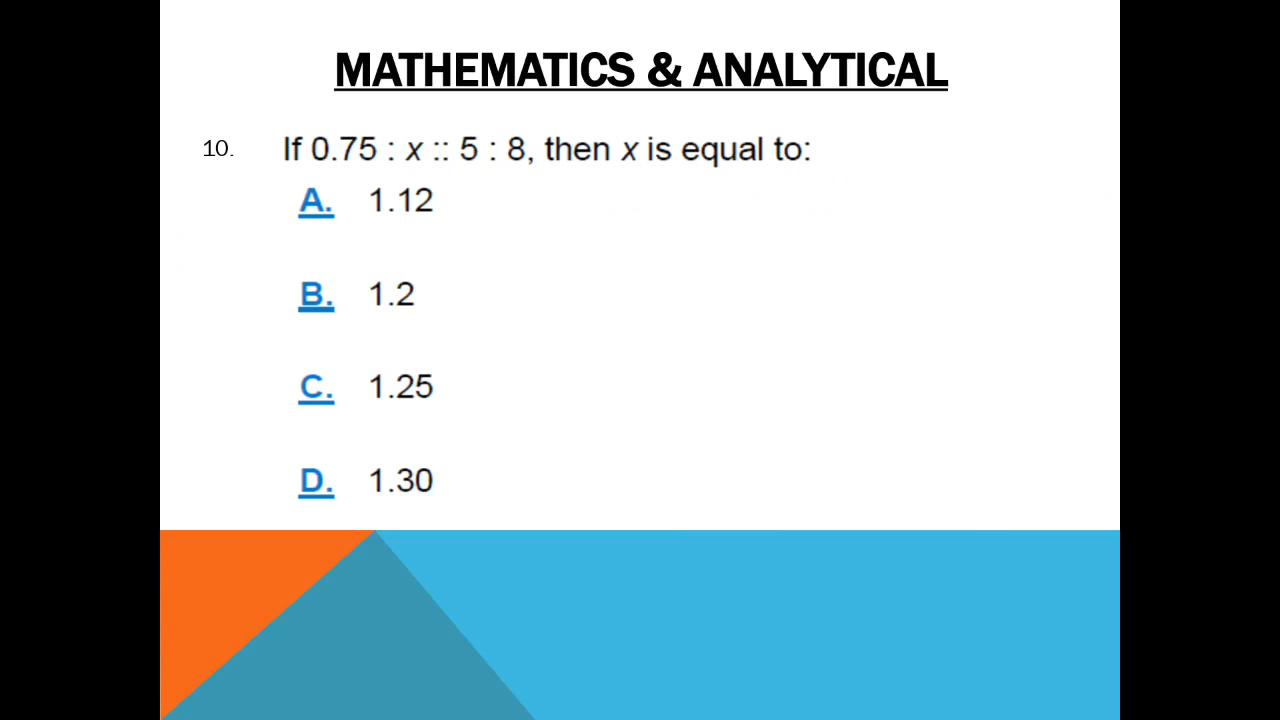 MATHEMATICS & ANALYTICAL
10. If 0.75 : x :: 5 : 8, then x is equal to:
A. 1.12
B. 1.2
C. 1.25
D. 1.30